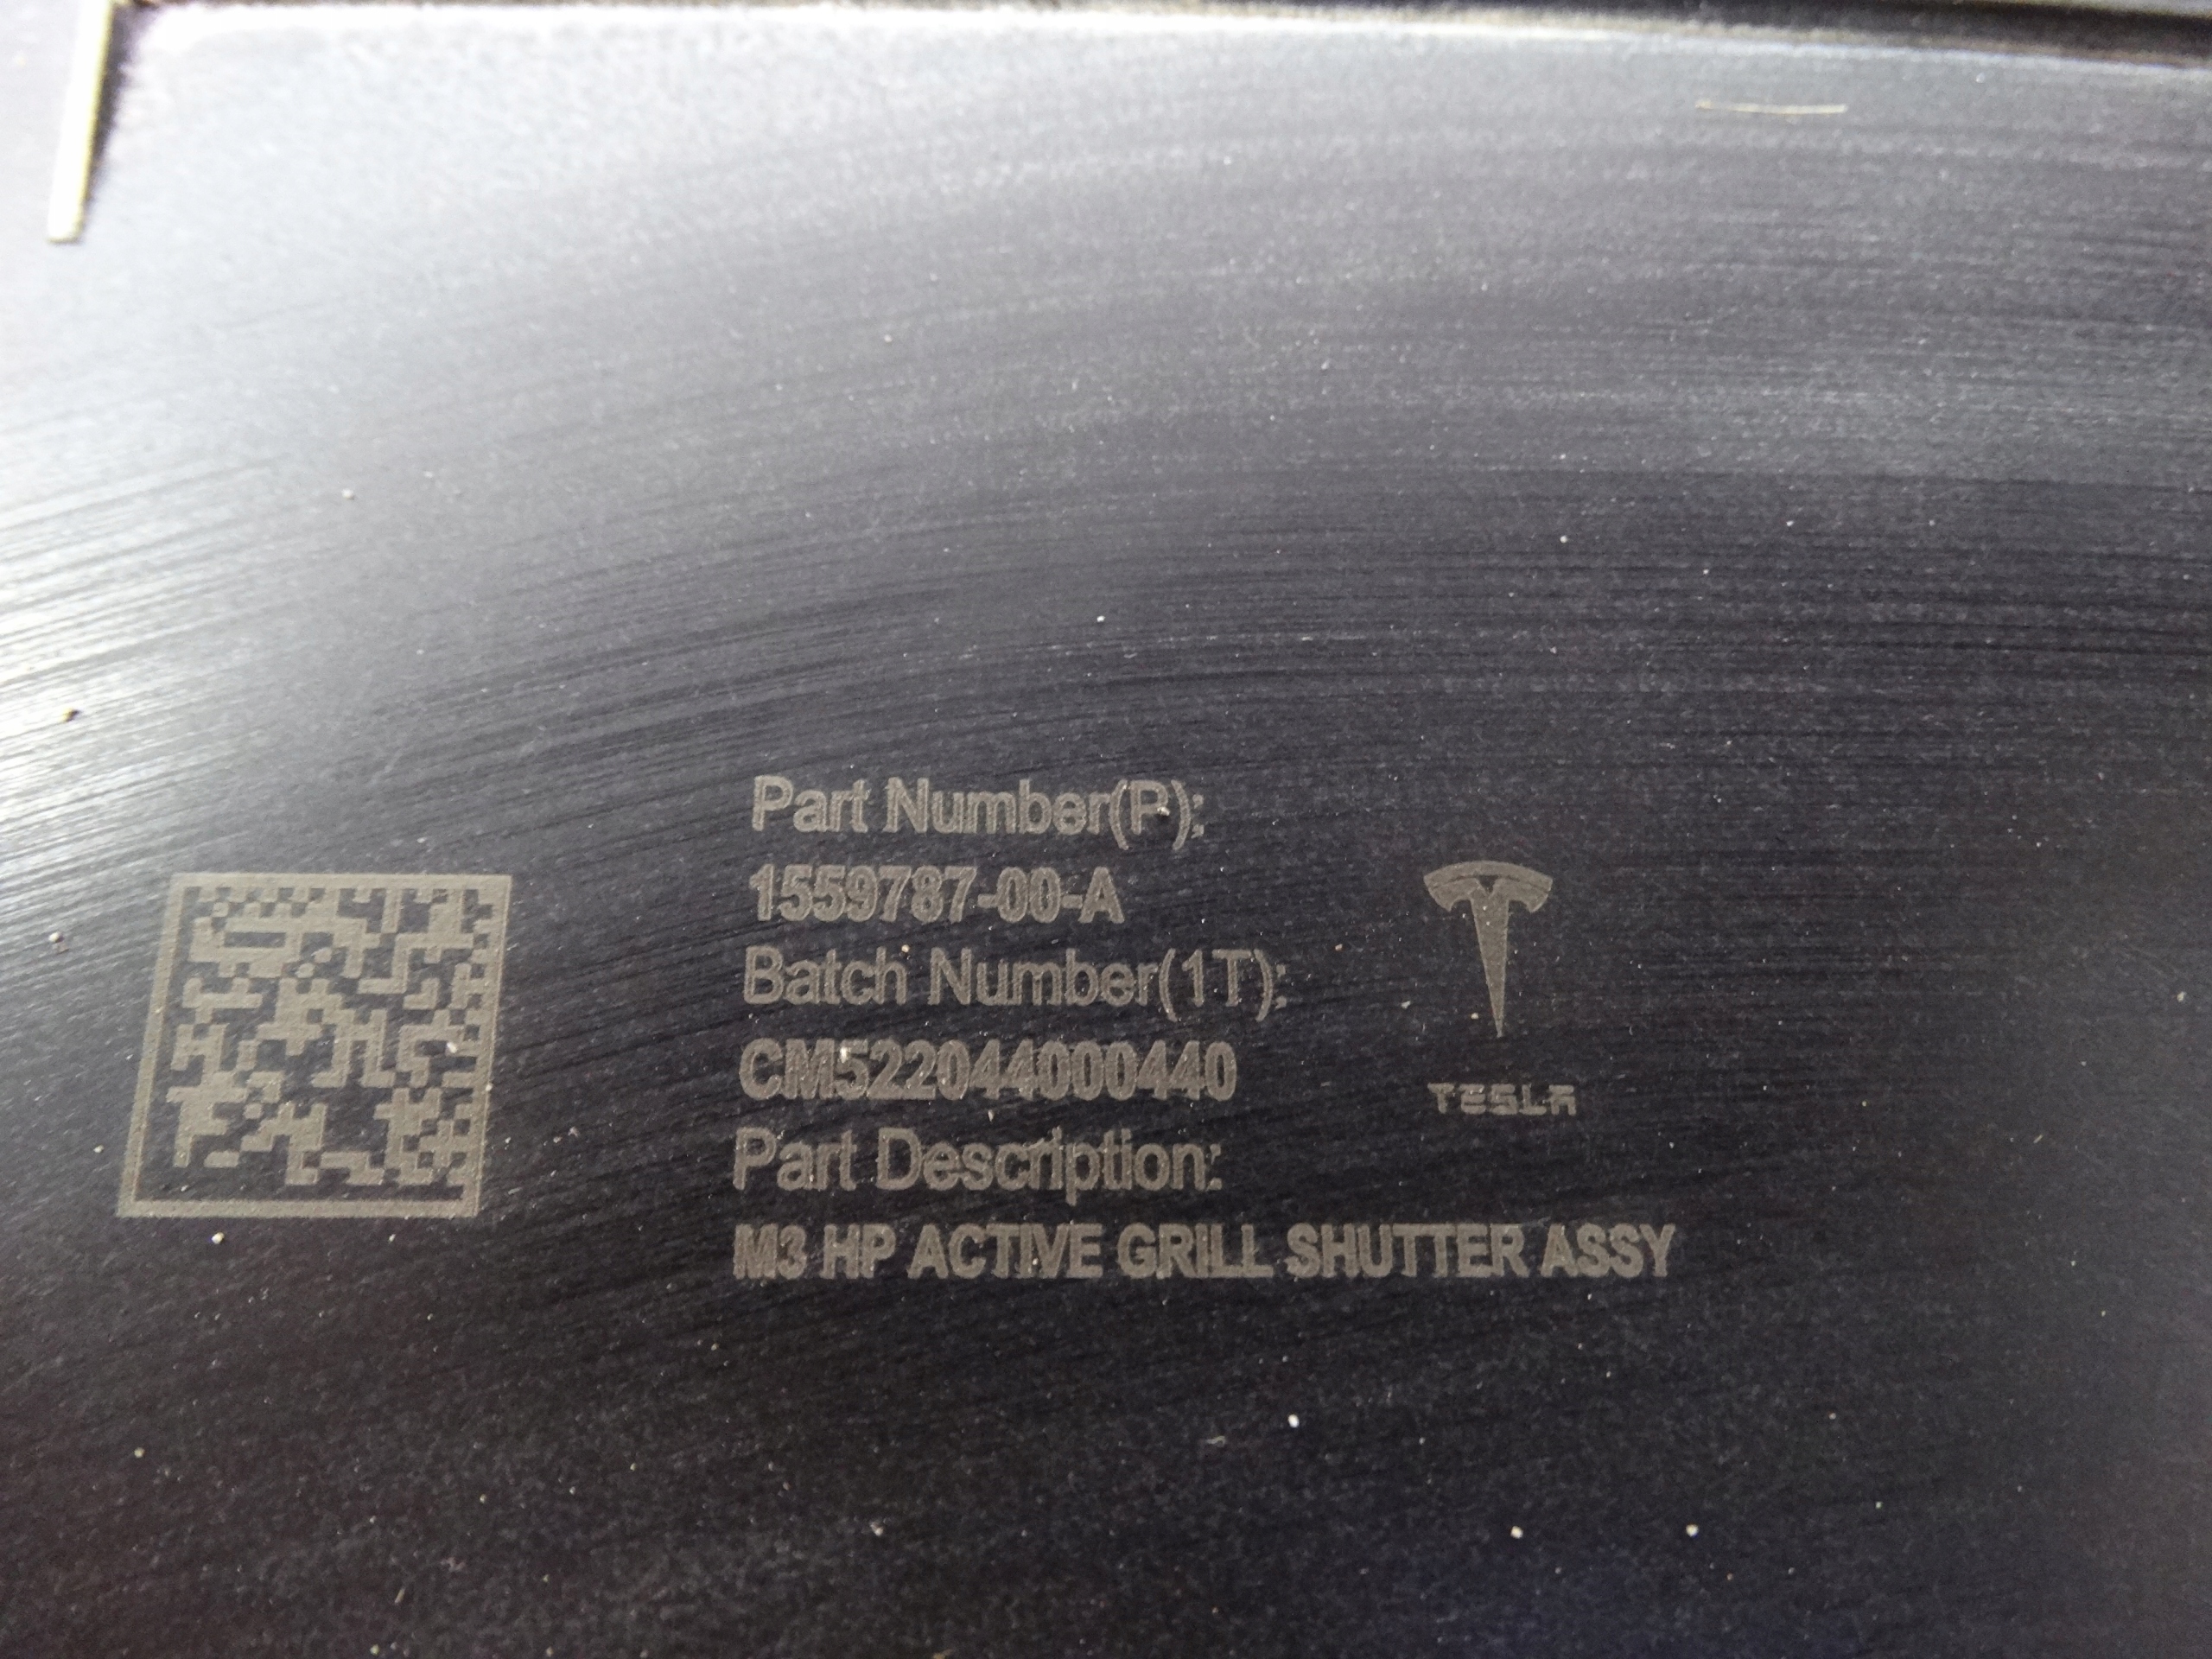 Part Number(P):
1559787-00-A
Batch Number(1T):
CM522044000440
Part Description:
M3 HP ACTIVE GRILL SHUTTER ASSY
TESLA